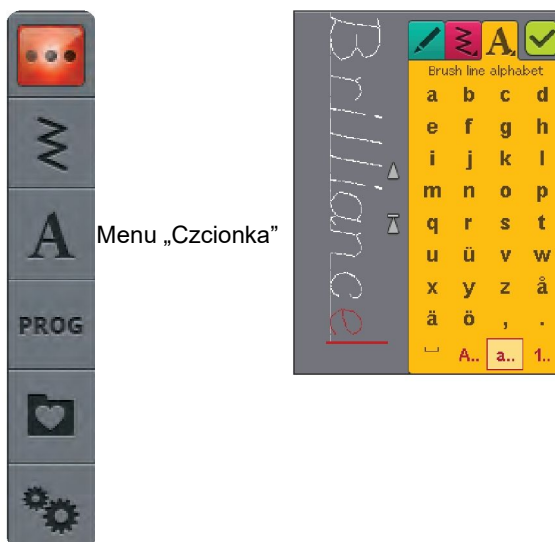 A
PROG
Menu „Czcionka”
Brilliance
A
Brush line alphabet
a b c d
e f g h
i j k l
m n o p
q r s t
u ü v w
x y z å
ä ö , .
␣ A.. a.. 1..